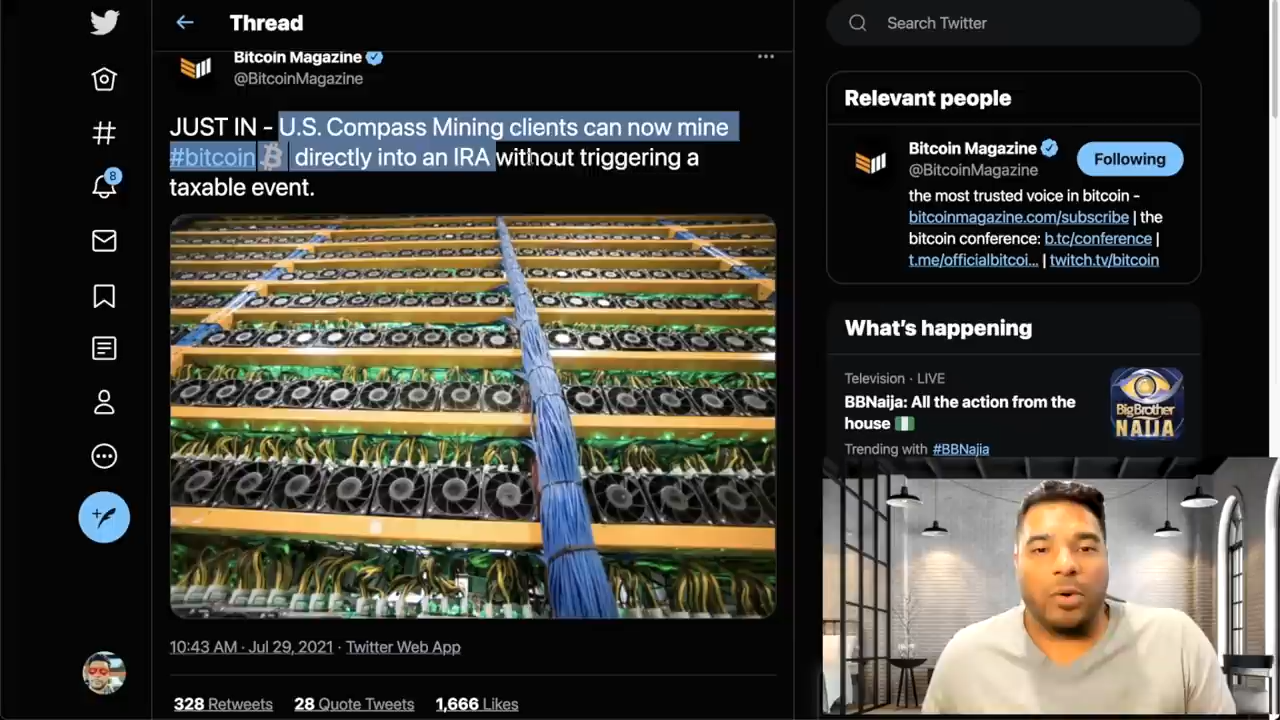 Thread
Search Twitter
Bitcoin Magazine
@BitcoinMagazine
JUST IN - U.S. Compass Mining clients can now mine
#bitcoin ₿ directly into an IRA without triggering a
taxable event.
10:43 AM · Jul 29, 2021 · Twitter Web App
328 Retweets 28 Quote Tweets 1,666 Likes
8
Relevant people
Bitcoin Magazine
@BitcoinMagazine
Following
the most trusted voice in bitcoin -
bitcoinmagazine.com/subscribe | the
bitcoin conference: b.tc/conference |
t.me/officialbitcoi... | twitch.tv/bitcoin
What's happening
Television · LIVE
BBNaija: All the action from the
house
Trending with #BBNajia
BigBrother
NAIJA